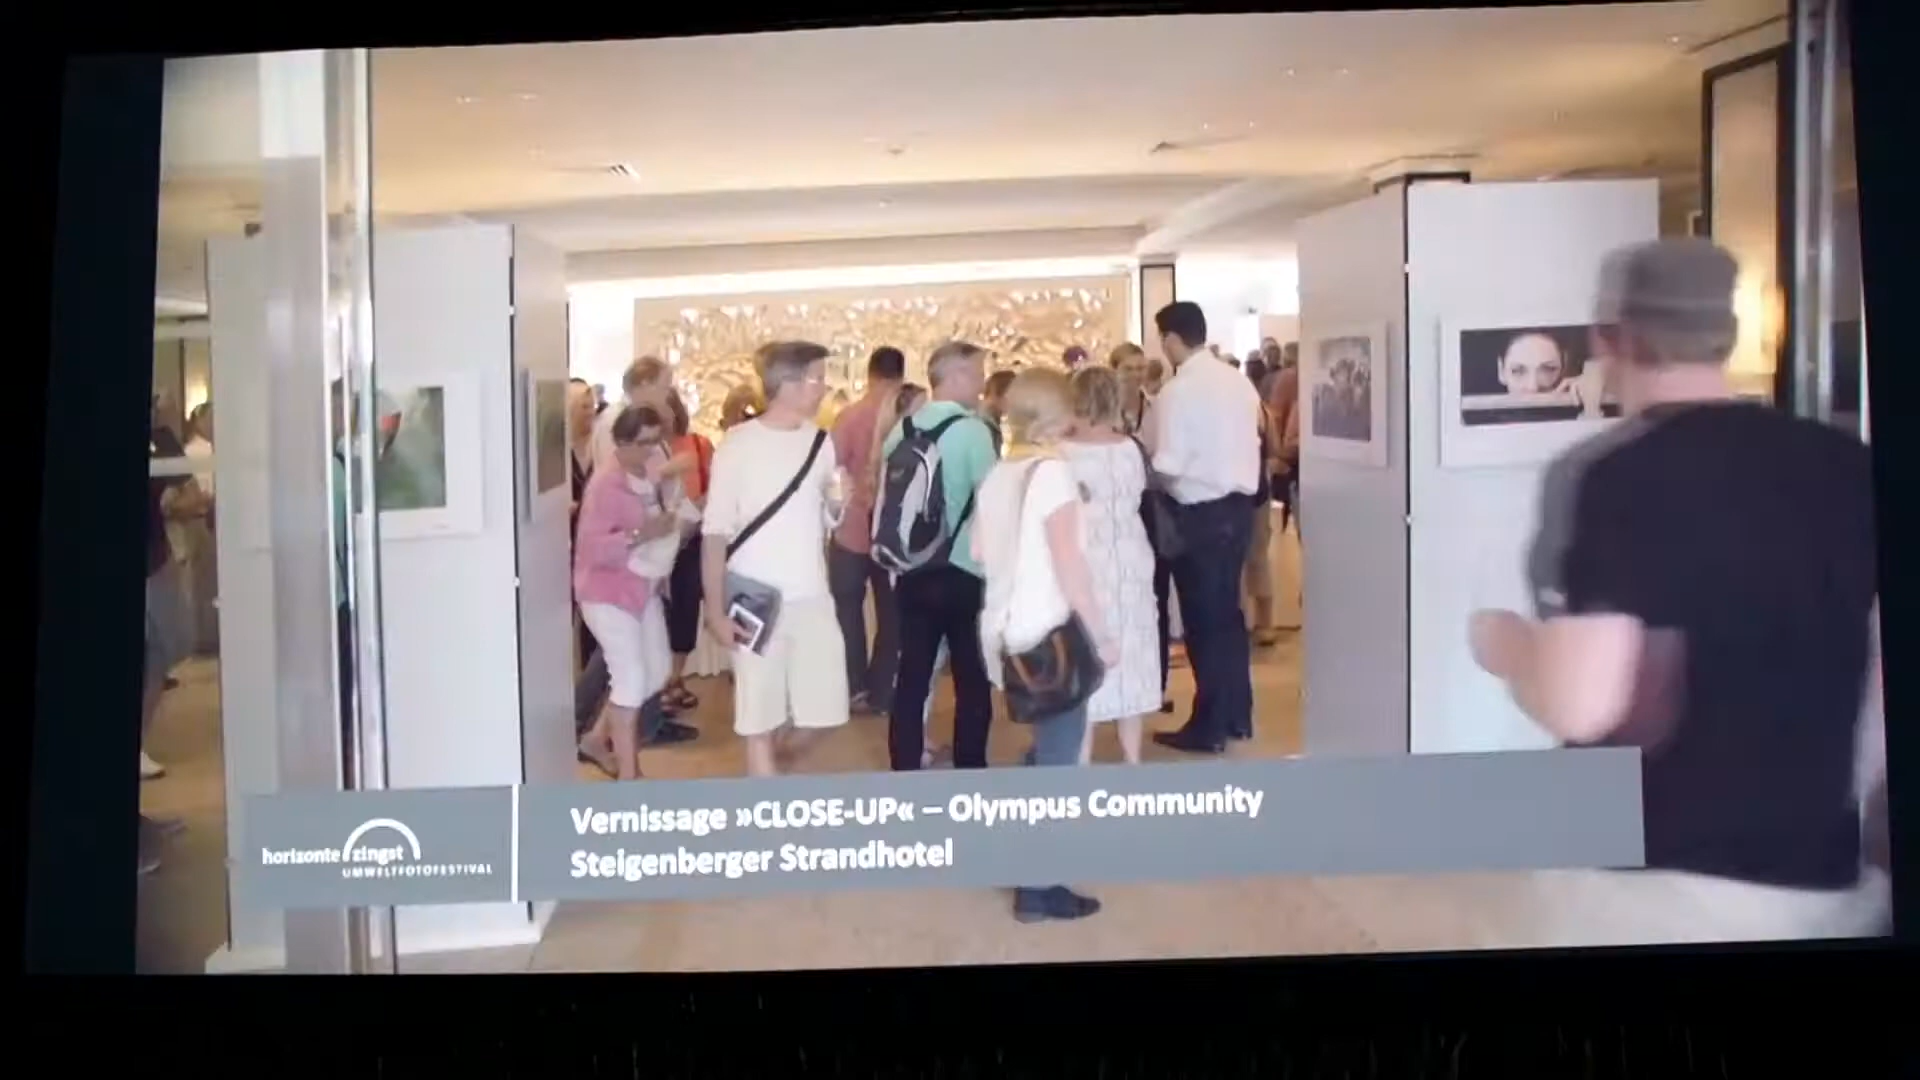 Vernissage »CLOSE-UP« – Olympus Community
Steigenberger Strandhotel
horizonte zingst
UMWELTFOTOFESTIVAL